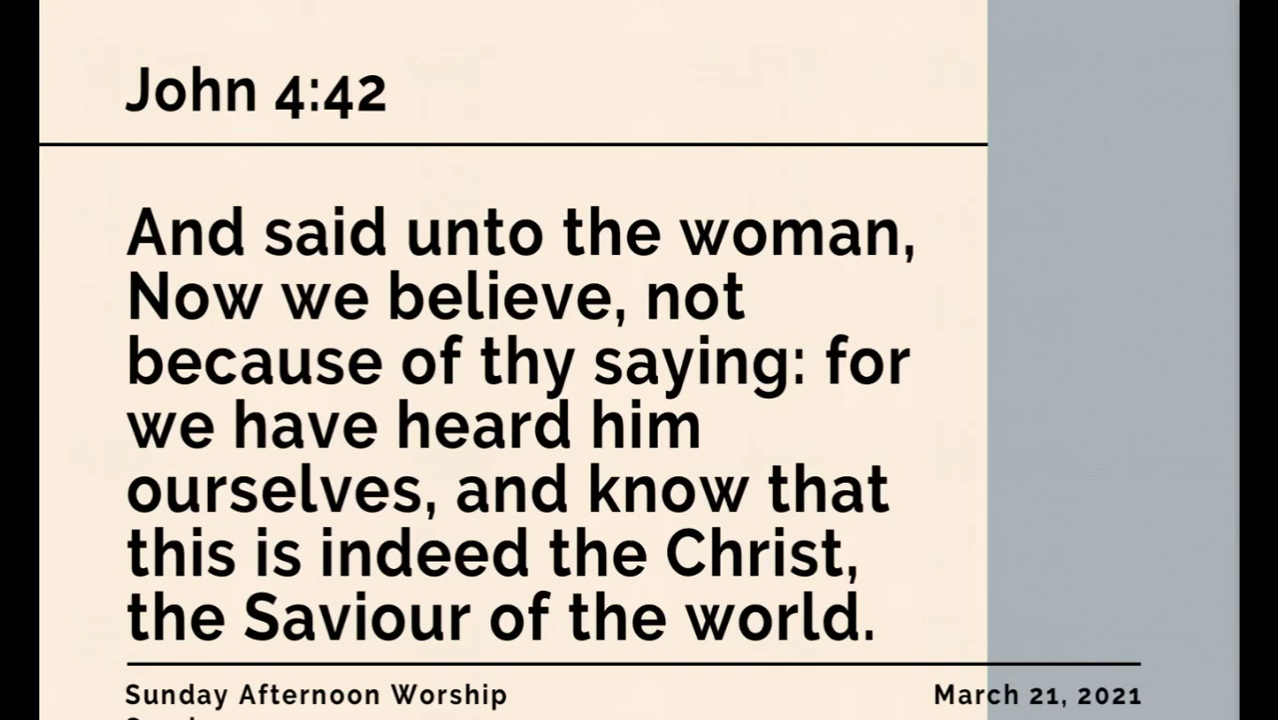 John 4:42
And said unto the woman,
Now we believe, not
because of thy saying: for
we have heard him
ourselves, and know that
this is indeed the Christ,
the Saviour of the world.
Sunday Afternoon Worship
March 21, 2021